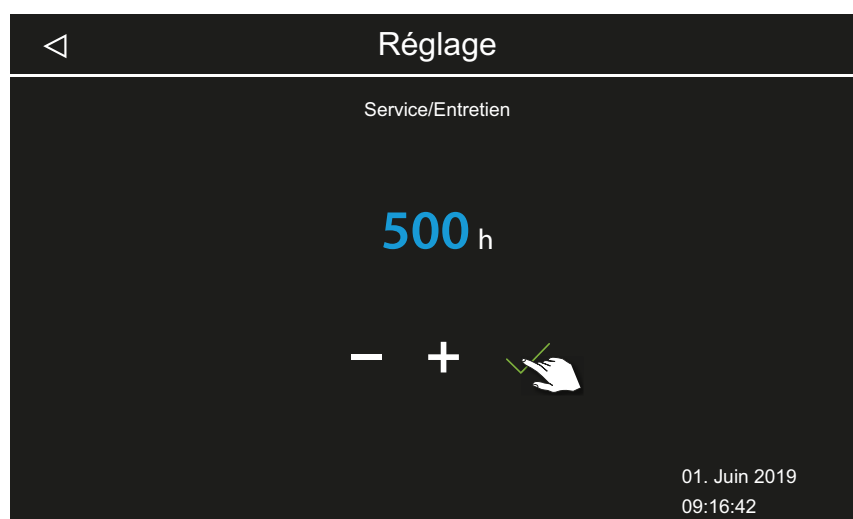 Réglage
Service/Entretien
500 h
01. Juin 2019
09:16:42